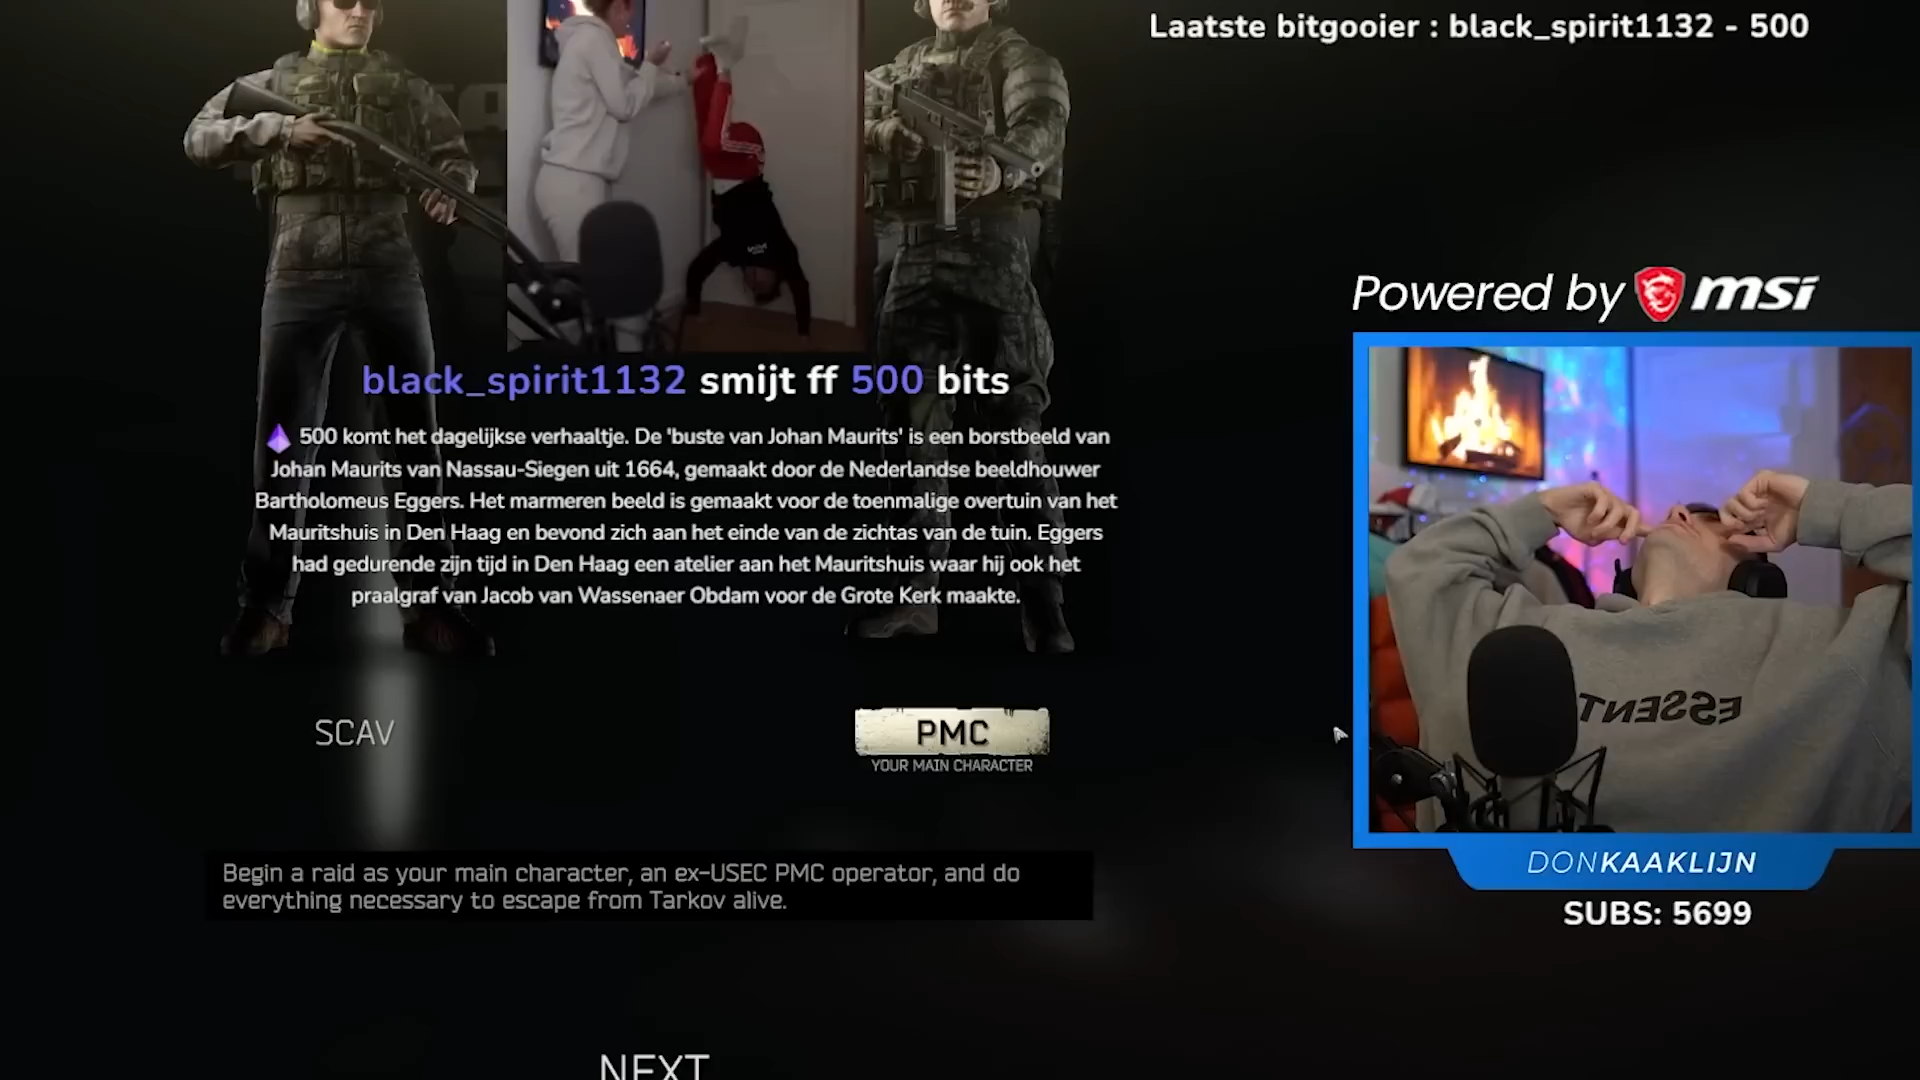 Laatste bitgooier : black_spirit1132 - 500
Powered by msi
black_spirit1132 smijt ff 500 bits
500 komt het dagelijkse verhaaltje. De 'buste van Johan Maurits' is een borstbeeld van
Johan Maurits van Nassau-Siegen uit 1664, gemaakt door de Nederlandse beeldhouwer
Bartholomeus Eggers. Het marmeren beeld is gemaakt voor de toenmalige overtuin van het
Mauritshuis in Den Haag en bevond zich aan het einde van de zichtas van de tuin. Eggers
had gedurende zijn tijd in Den Haag een atelier aan het Mauritshuis waar hij ook het
praalgraf van Jacob van Wassenaer Obdam voor de Grote Kerk maakte.
ESSENT
SCAV
PMC
YOUR MAIN CHARACTER
Begin a raid as your main character, an ex-USEC PMC operator, and do
everything necessary to escape from Tarkov alive.
DONKAAKLIJN
SUBS: 5699
NEXT